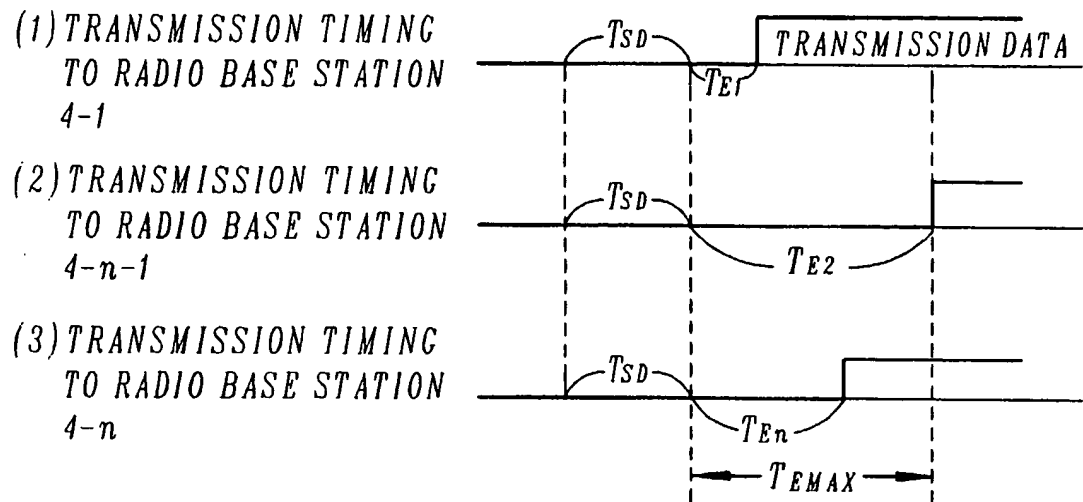 (1) TRANSMISSION TIMING
TO RADIO BASE STATION
4-1
TSD
TE1
TRANSMISSION DATA
(2) TRANSMISSION TIMING
TO RADIO BASE STATION
4-n-1
TSD
TE2
(3) TRANSMISSION TIMING
TO RADIO BASE STATION
4-n
TSD
TEn
TEMAX